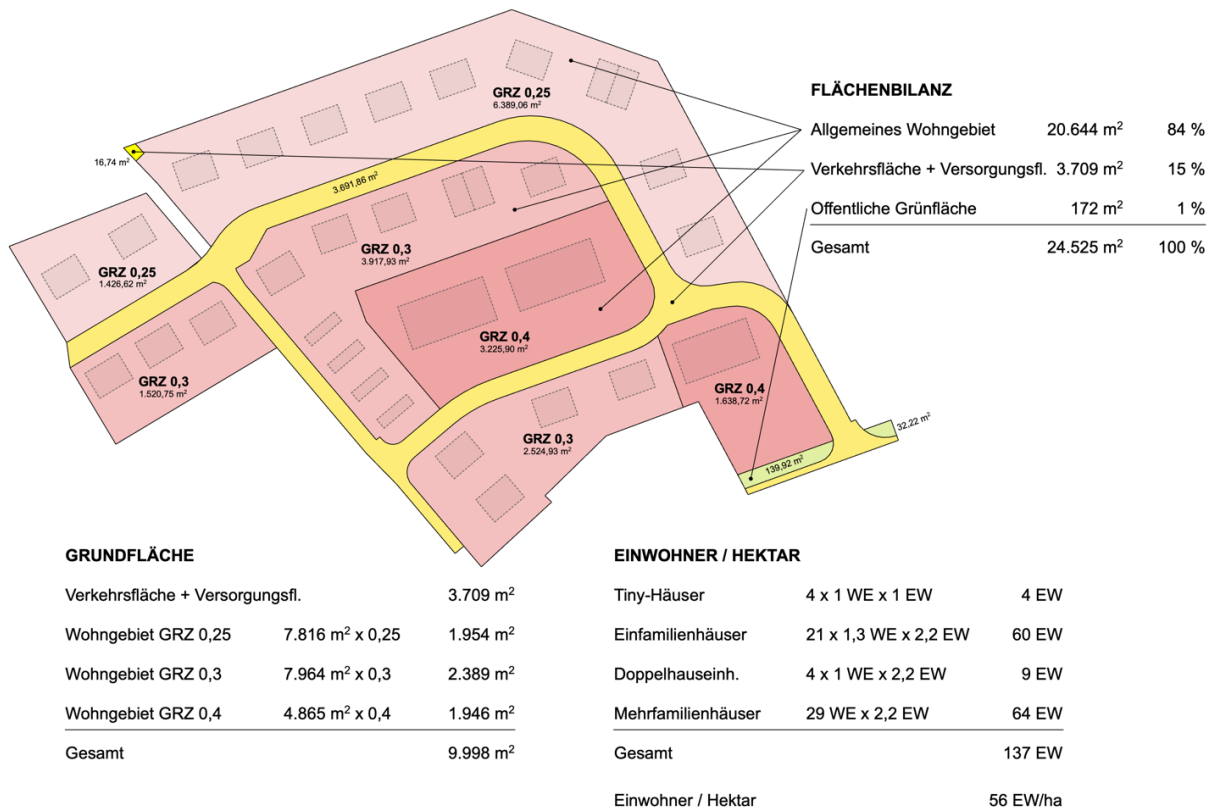 GRZ 0,25
6.389,06 m²
16,74 m²
3.691,86 m²
GRZ 0,25
1.426,62 m²
GRZ 0,3
3.917,93 m²
GRZ 0,4
3.225,90 m²
GRZ 0,3
1.520,75 m²
GRZ 0,4
1.638,72 m²
GRZ 0,3
2.524,93 m²
32,22 m²
139,92 m²
FLÄCHENBILANZ
Allgemeines Wohngebiet 20.644 m² 84 %
Verkehrsfläche + Versorgungsfl. 3.709 m² 15 %
Offentliche Grünfläche 172 m² 1 %
Gesamt 24.525 m² 100 %
GRUNDFLÄCHE
Verkehrsfläche + Versorgungsfl. 3.709 m²
Wohngebiet GRZ 0,25 7.816 m² x 0,25 1.954 m²
Wohngebiet GRZ 0,3 7.964 m² x 0,3 2.389 m²
Wohngebiet GRZ 0,4 4.865 m² x 0,4 1.946 m²
Gesamt 9.998 m²
EINWOHNER / HEKTAR
Tiny-Häuser 4 x 1 WE x 1 EW 4 EW
Einfamilienhäuser 21 x 1,3 WE x 2,2 EW 60 EW
Doppelhauseinh. 4 x 1 WE x 2,2 EW 9 EW
Mehrfamilienhäuser 29 WE x 2,2 EW 64 EW
Gesamt 137 EW
Einwohner / Hektar 56 EW/ha